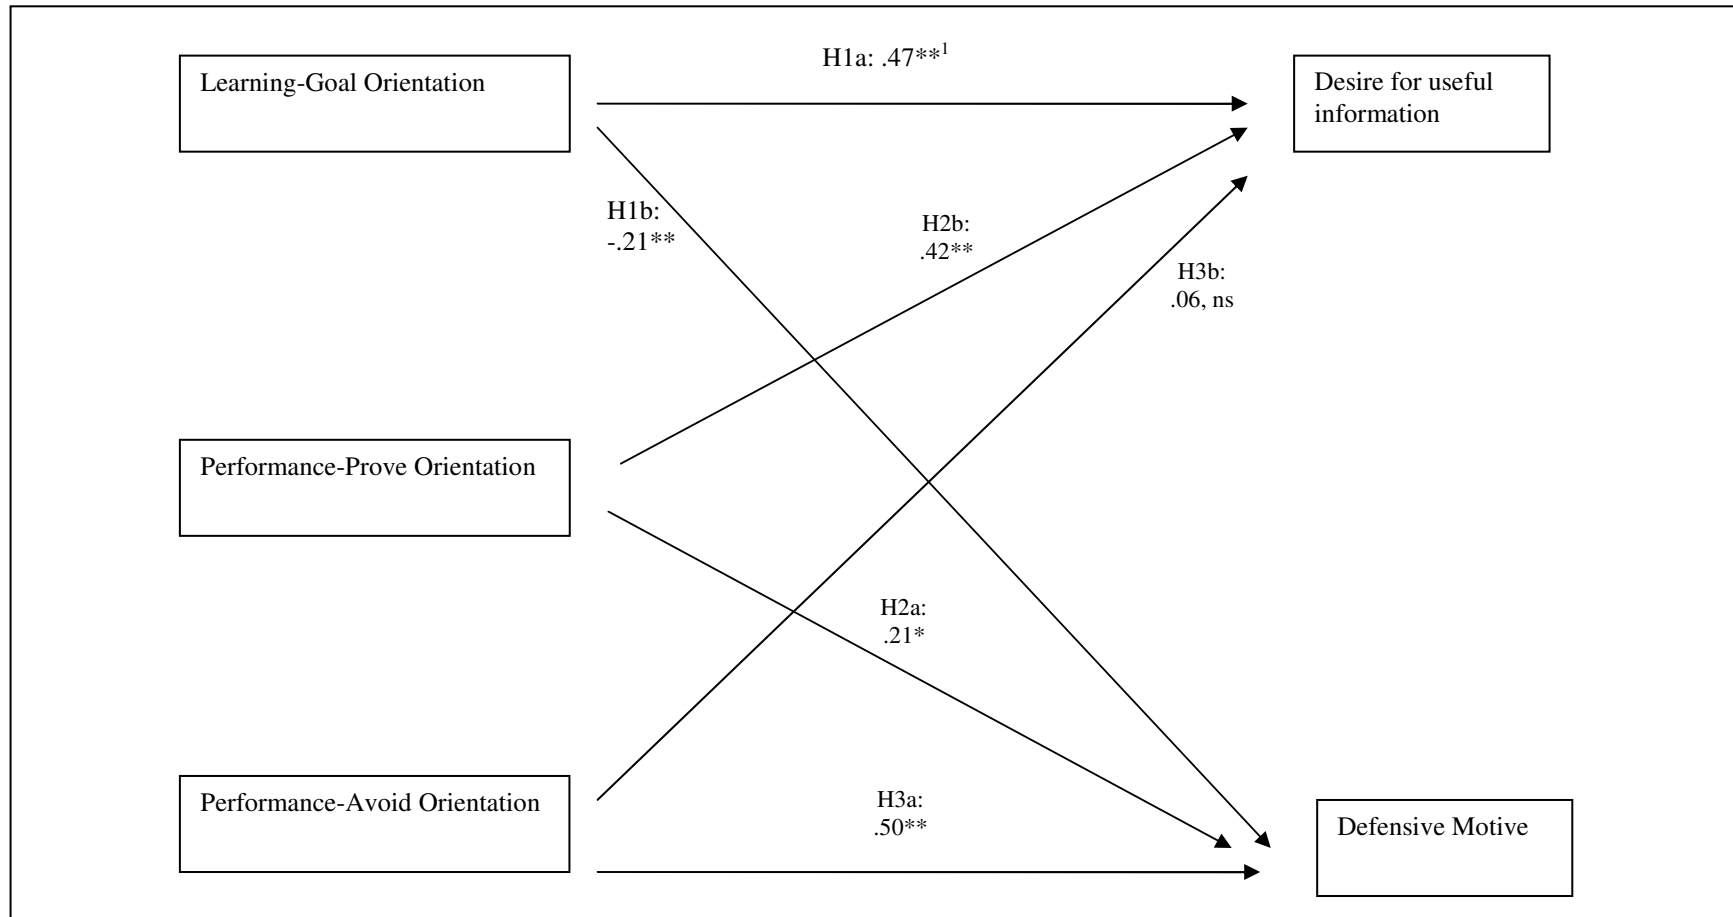 H1a: .47**1
Learning-Goal Orientation
Desire for useful
information
H1b:
-.21**
H2b:
.42**
H3b:
.06, ns
Performance-Prove Orientation
H2a:
.21*
Performance-Avoid Orientation
H3a:
.50**
Defensive Motive